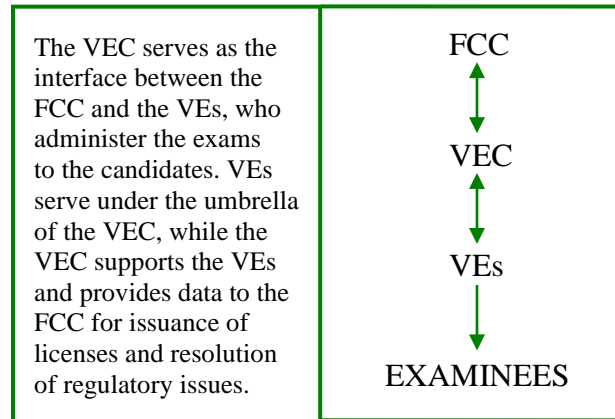 The VEC serves as the
interface between the
FCC and the VEs, who
administer the exams
to the candidates. VEs
serve under the umbrella
of the VEC, while the
VEC supports the VEs
and provides data to the
FCC for issuance of
licenses and resolution
of regulatory issues.
FCC
VEC
VEs
EXAMINEES